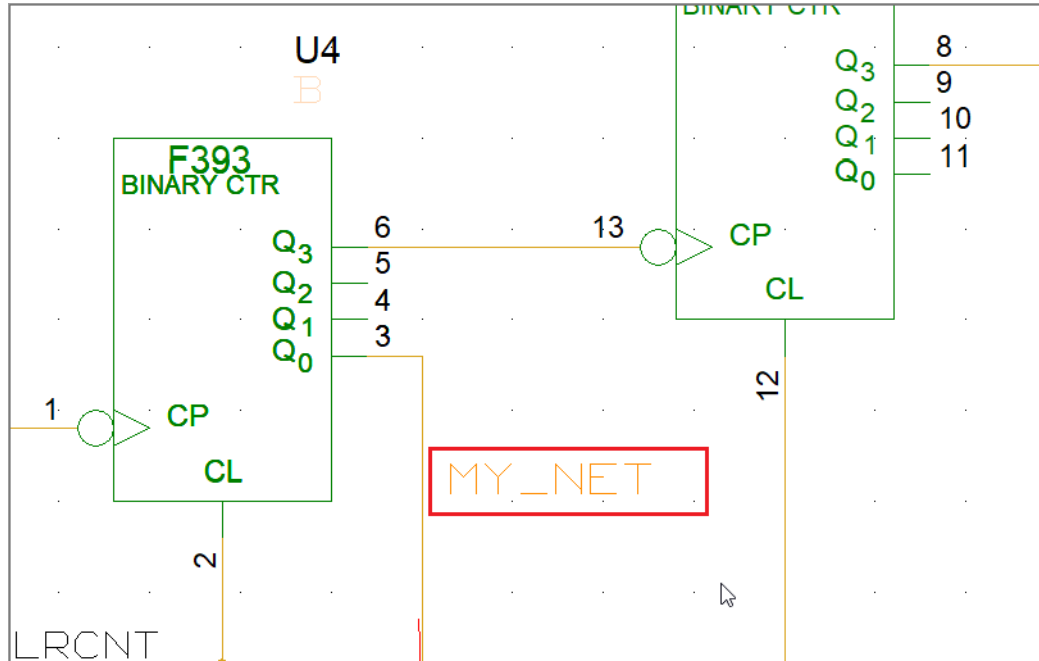 BINARY CTR
U4
B
Q3 8
Q2 9
Q1 10
Q0 11
F393
BINARY CTR
Q3 6
Q2 5
Q1 4
Q0 3
13 CP
CL
12
1 CP
CL
2
MY_NET
LRCNT